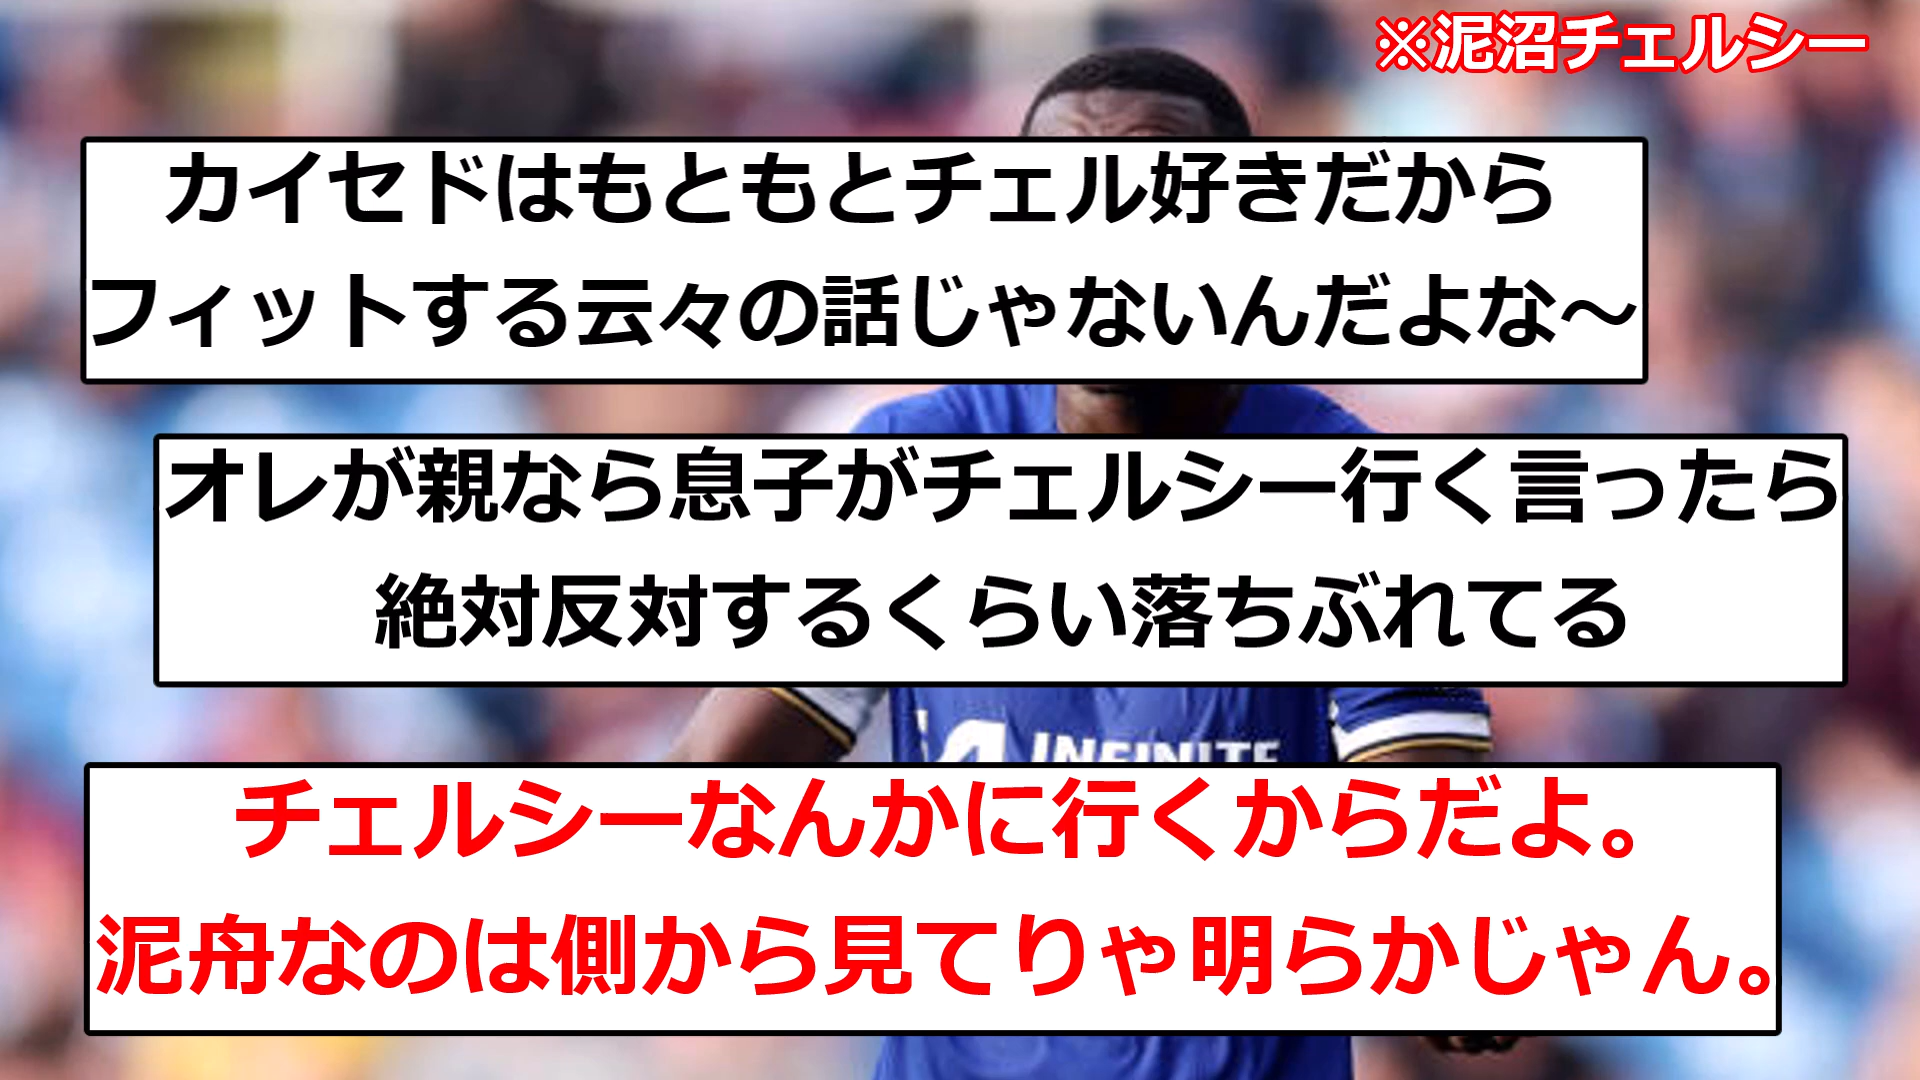 ※泥沼チェルシー
カイセドはもともとチェル好きだから
フィットする云々の話じゃないんだよな～
オレが親なら息子がチェルシー行く言ったら
絶対反対するくらい落ちぶれてる
INFINITE
チェルシーなんかに行くからだよ。
泥舟なのは側から見てりゃ明らかじゃん。